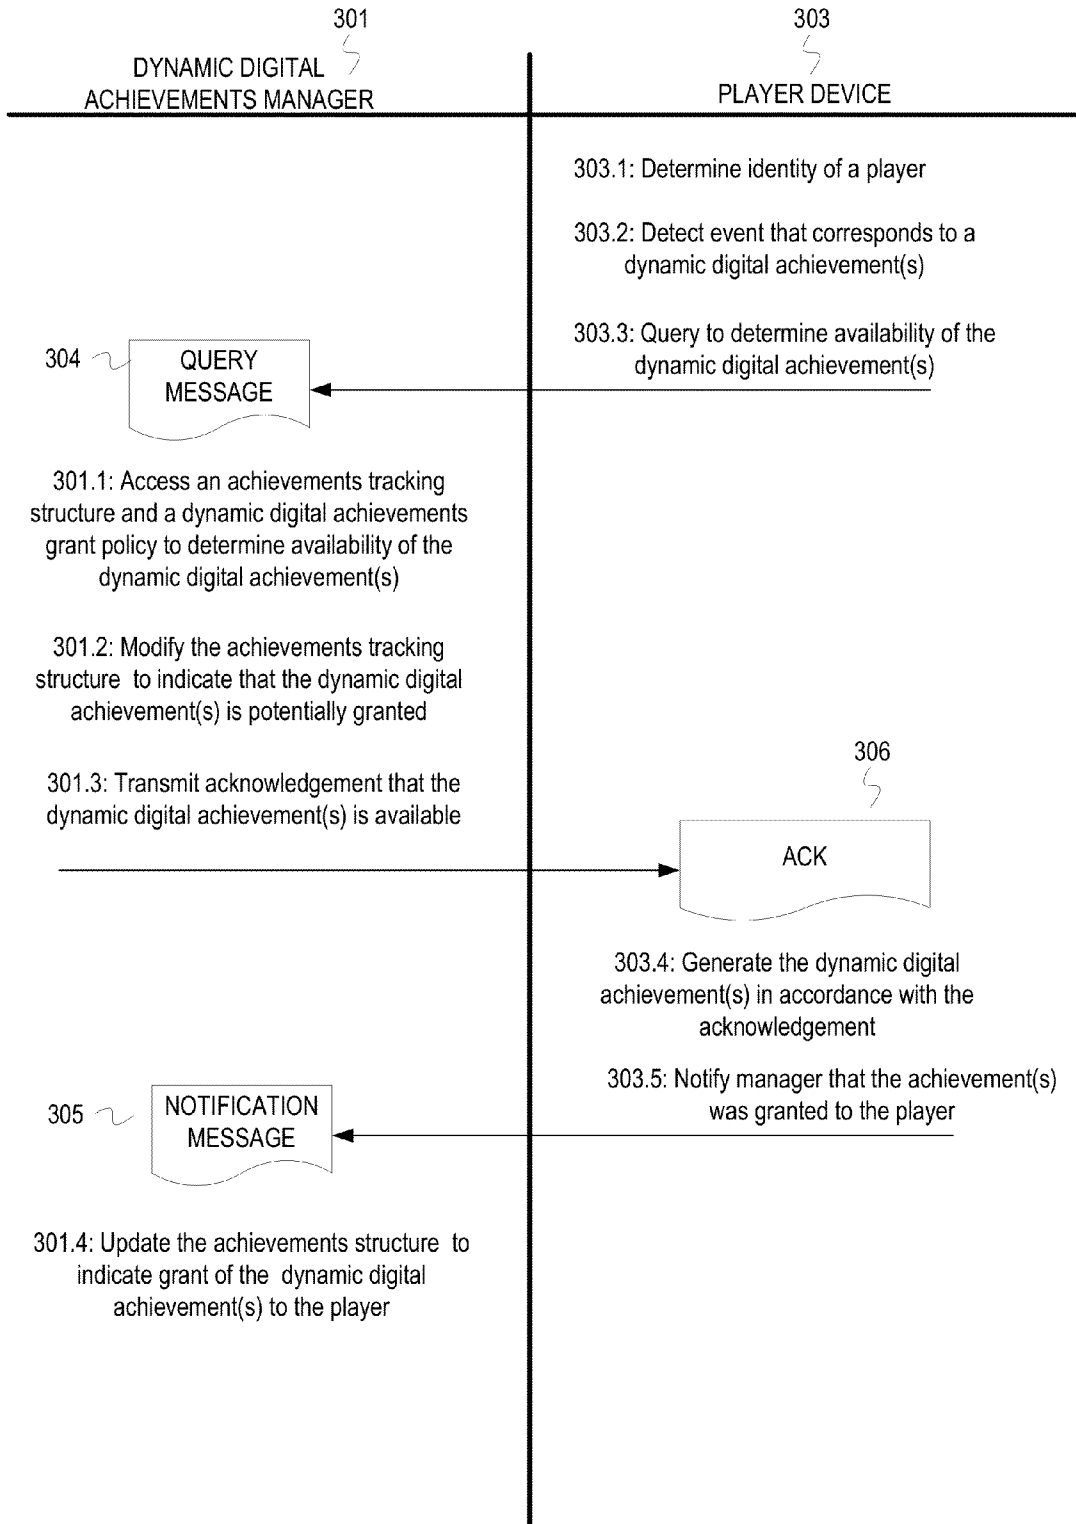 301
303
DYNAMIC DIGITAL
ACHIEVEMENTS MANAGER
PLAYER DEVICE
303.1: Determine identity of a player
303.2: Detect event that corresponds to a
dynamic digital achievement(s)
303.3: Query to determine availability of the
dynamic digital achievement(s)
304
QUERY
MESSAGE
301.1: Access an achievements tracking
structure and a dynamic digital achievements
grant policy to determine availability of the
dynamic digital achievement(s)
301.2: Modify the achievements tracking
structure to indicate that the dynamic digital
achievement(s) is potentially granted
301.3: Transmit acknowledgement that the
dynamic digital achievement(s) is available
306
ACK
303.4: Generate the dynamic digital
achievement(s) in accordance with the
acknowledgement
303.5: Notify manager that the achievement(s)
was granted to the player
305
NOTIFICATION
MESSAGE
301.4: Update the achievements structure to
indicate grant of the dynamic digital
achievement(s) to the player